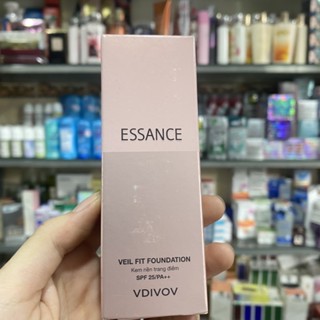 ESSANCE
VEIL FIT FOUNDATION
Kem nền trang điểm
SPF 25/PA++
VDIVOV